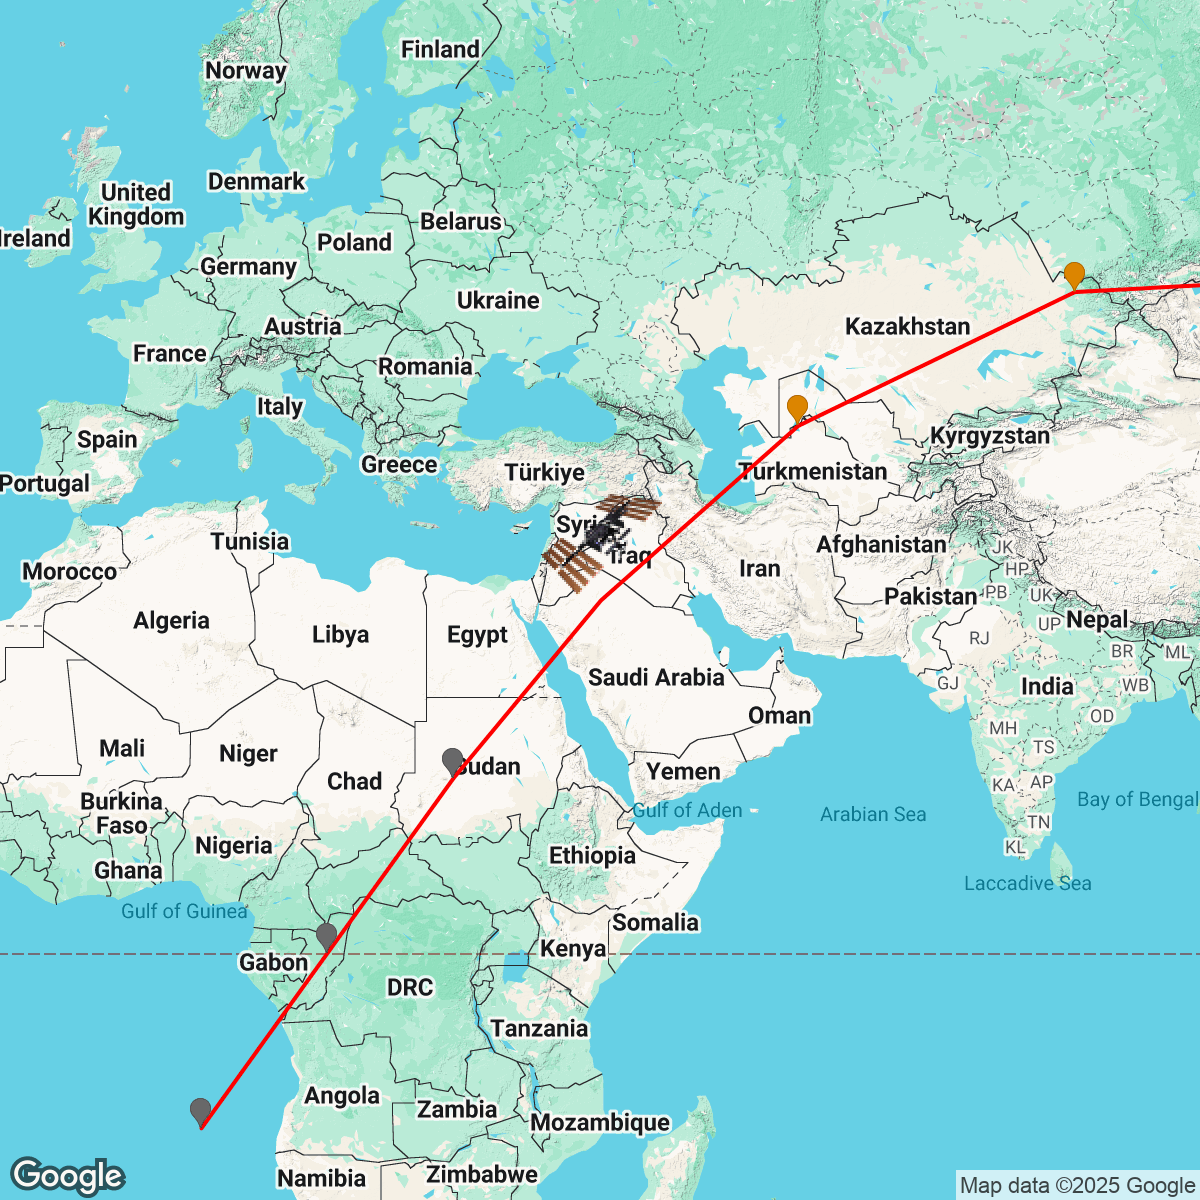 Finland
Norway
Denmark
United
Kingdom
Ireland
Belarus
Poland
Germany
Ukraine
Austria
Kazakhstan
France
Romania
Italy
Spain
Kyrgyzstan
Greece
Türkiye
Turkmenistan
Portugal
Syri
Tunisia
Afghanistan
JK
Iraq
Iran
HP
Morocco
Pakistan
PB
UK
Algeria
Nepal
UP
Libya
Egypt
RJ
BR
ML
Saudi Arabia
GJ
India
WB
Oman
OD
MH
Mali
Niger
TS
Sudan
Yemen
Chad
KA
AP
Burkina
Faso
Gulf of Aden
Arabian Sea
Bay of Bengal
TN
Nigeria
KL
Ethiopia
Ghana
Laccadive Sea
Gulf of Guinea
Somalia
Kenya
Gabon
DRC
Tanzania
Angola
Zambia
Mozambique
Namibia
Zimbabwe
Google
Map data ©2025 Google